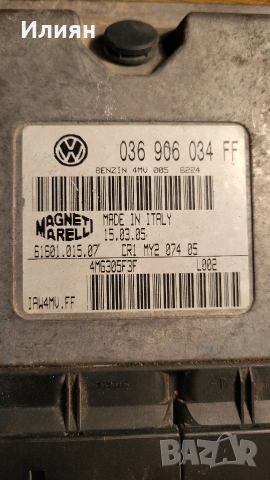 Илиян
036 906 034 FF
BENZIN 4MV 005 6224
MAGNETI MARELLI
MADE IN ITALY
15.03.05
61601.015.07 CR1 MY2 074 05
4MG305F3F L002
IAW4MV.FF
BAZAR